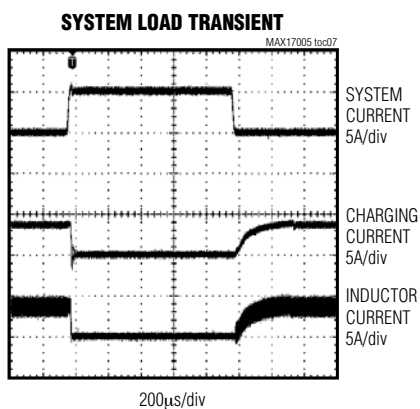 SYSTEM LOAD TRANSIENT
MAX17005 toc07
SYSTEM
CURRENT
5A/div
CHARGING
CURRENT
5A/div
INDUCTOR
CURRENT
5A/div
200µs/div